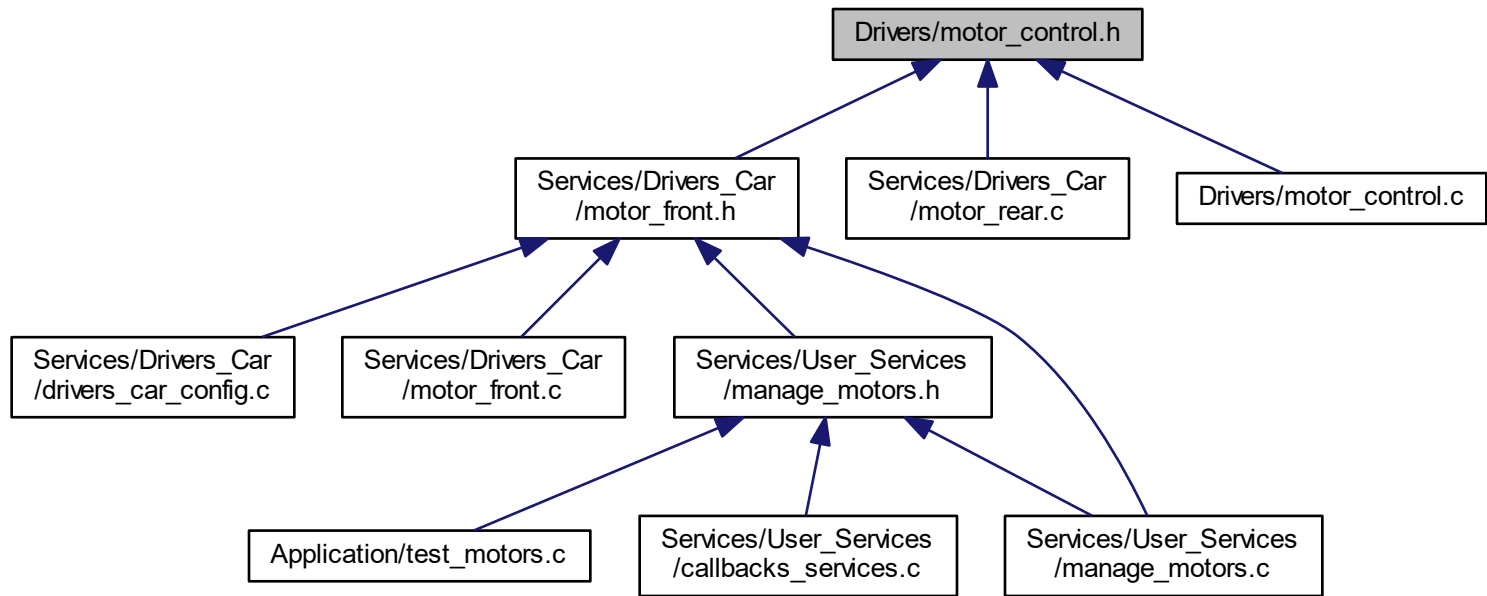 Drivers/motor_control.h
Services/Drivers_Car
/motor_front.h
Services/Drivers_Car
/motor_rear.c
Drivers/motor_control.c
Services/Drivers_Car
/drivers_car_config.c
Services/Drivers_Car
/motor_front.c
Services/User_Services
/manage_motors.h
Application/test_motors.c
Services/User_Services
/callbacks_services.c
Services/User_Services
/manage_motors.c